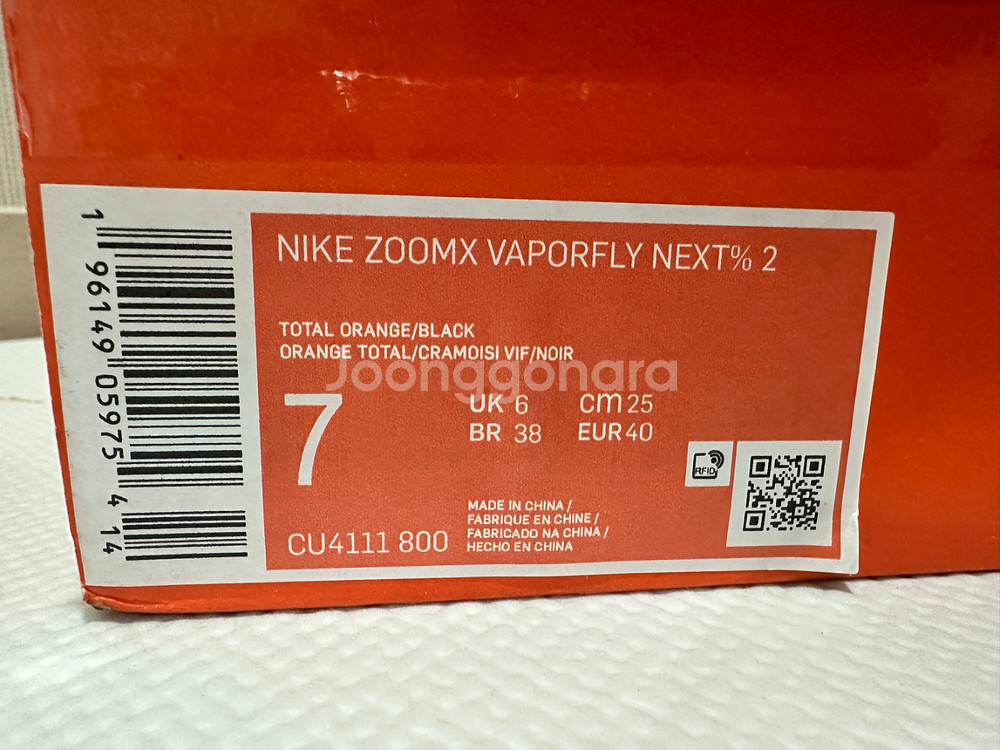 NIKE ZOOMX VAPORFLY NEXT% 2
TOTAL ORANGE/BLACK
ORANGE TOTAL/CRAMOISI VIF/NOIR
Joonggonara
7
UK 6 cm 25
BR 38 EUR 40
RFID
MADE IN CHINA /
FABRIQUE EN CHINE /
FABRICADO NA CHINA /
HECHO EN CHINA
CU4111 800
1 96149 05975 4 14